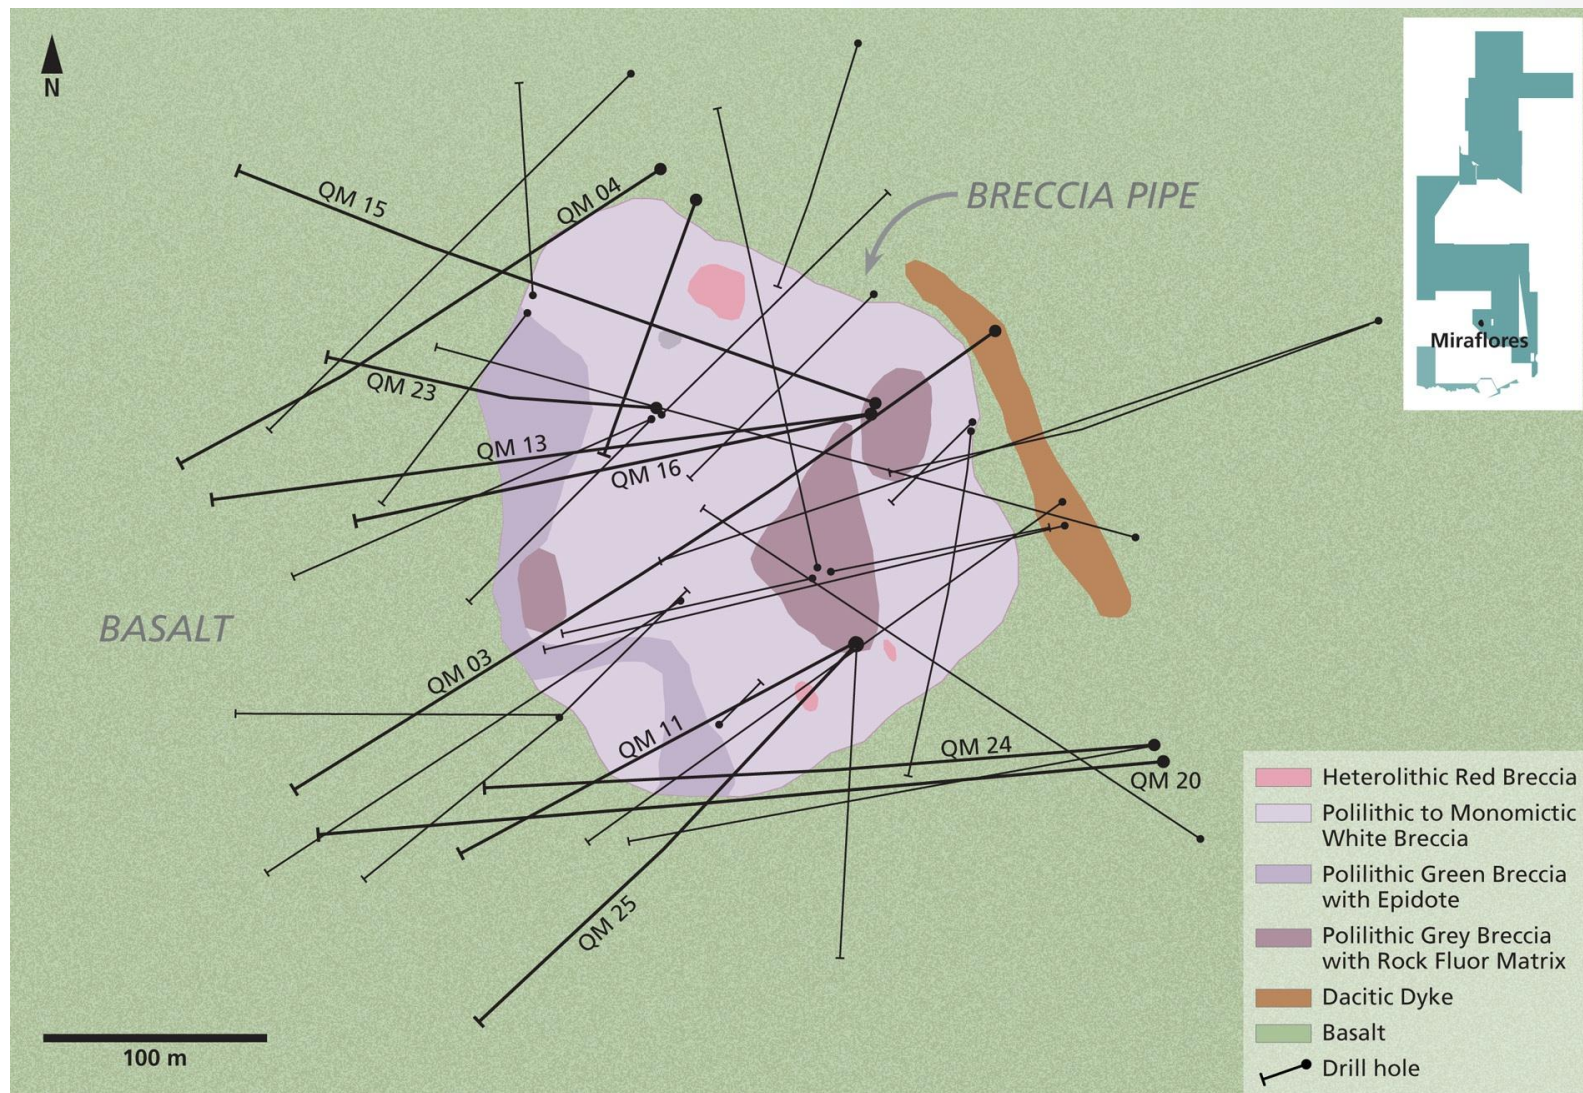 N
QM 15
QM 04
BRECCIA PIPE
QM 23
QM 13
QM 16
BASALT
QM 03
QM 11
QM 24
QM 20
QM 25
100 m
Miraflores
Heterolithic Red Breccia
Polilithic to Monomictic
White Breccia
Polilithic Green Breccia
with Epidote
Polilithic Grey Breccia
with Rock Fluor Matrix
Dacitic Dyke
Basalt
Drill hole